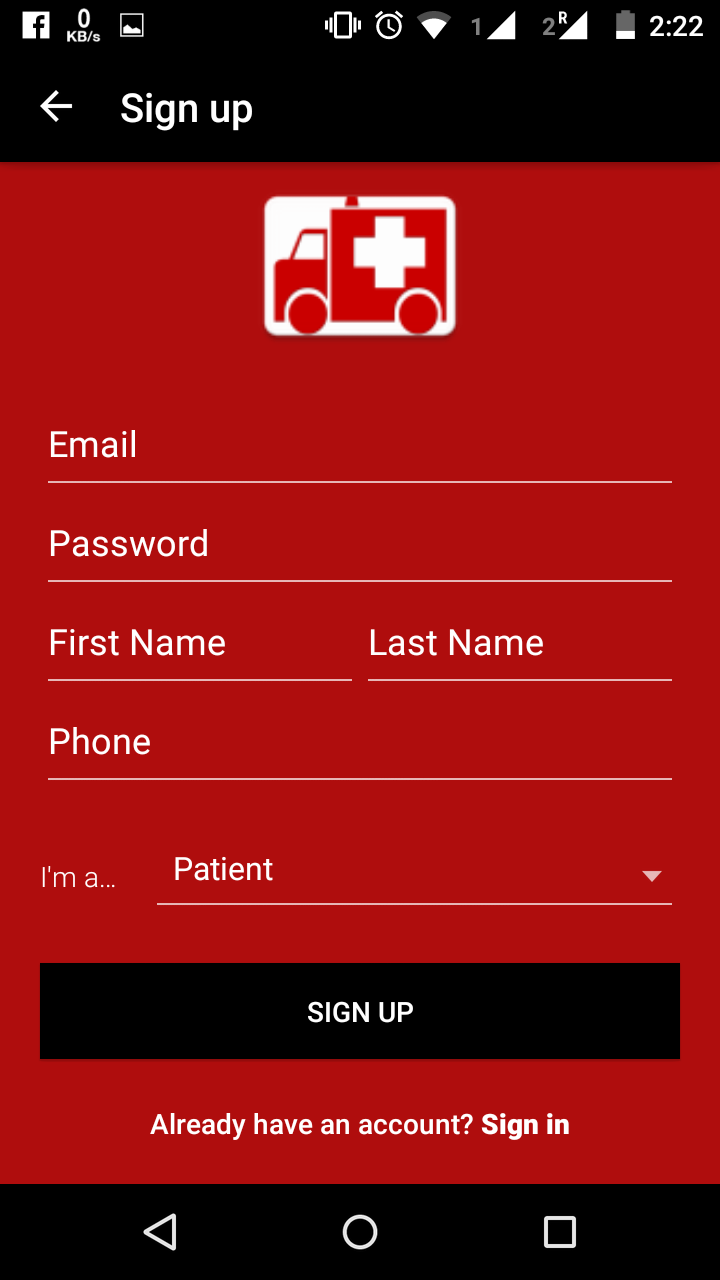 0
KB/s
1
2 R
2:22
Sign up
Email
Password
First Name Last Name
Phone
I'm a... Patient
SIGN UP
Already have an account? Sign in